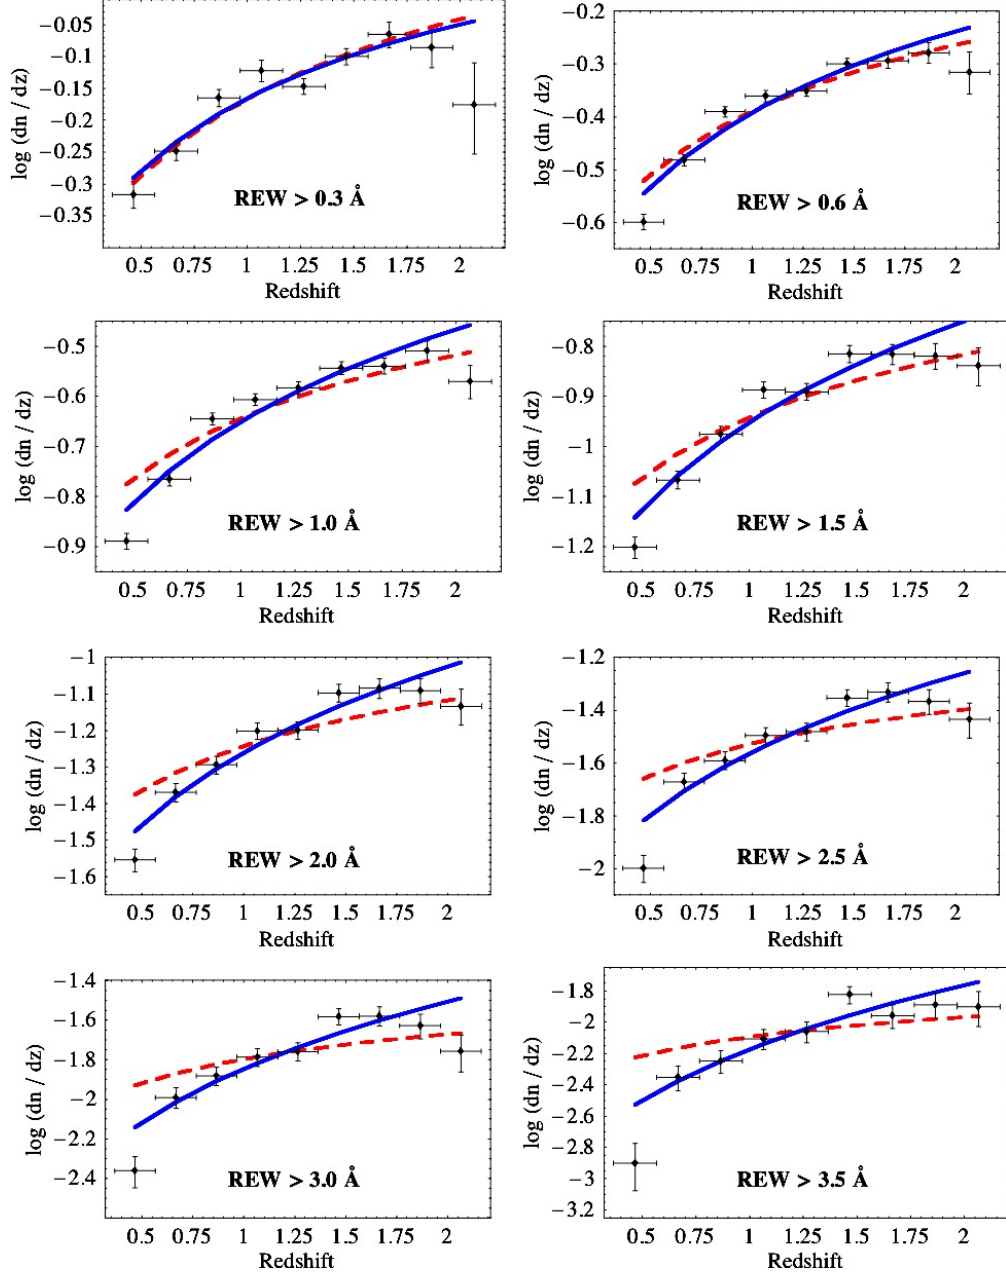 log (dn / dz)
−0.05
−0.1
−0.15
−0.2
−0.25
−0.3
−0.35
REW > 0.3 Å
0.5 0.75 1 1.25 1.5 1.75 2
Redshift
log (dn / dz)
−0.2
−0.3
−0.4
−0.5
−0.6
REW > 0.6 Å
0.5 0.75 1 1.25 1.5 1.75 2
Redshift
log (dn / dz)
−0.5
−0.6
−0.7
−0.8
−0.9
REW > 1.0 Å
0.5 0.75 1 1.25 1.5 1.75 2
Redshift
log (dn / dz)
−0.8
−0.9
−1
−1.1
−1.2
REW > 1.5 Å
0.5 0.75 1 1.25 1.5 1.75 2
Redshift
log (dn / dz)
−1
−1.1
−1.2
−1.3
−1.4
−1.5
−1.6
REW > 2.0 Å
0.5 0.75 1 1.25 1.5 1.75 2
Redshift
log (dn / dz)
−1.2
−1.4
−1.6
−1.8
−2
REW > 2.5 Å
0.5 0.75 1 1.25 1.5 1.75 2
Redshift
log (dn / dz)
−1.4
−1.6
−1.8
−2
−2.2
−2.4
REW > 3.0 Å
0.5 0.75 1 1.25 1.5 1.75 2
Redshift
log (dn / dz)
−1.8
−2
−2.2
−2.4
−2.6
−2.8
−3
−3.2
REW > 3.5 Å
0.5 0.75 1 1.25 1.5 1.75 2
Redshift